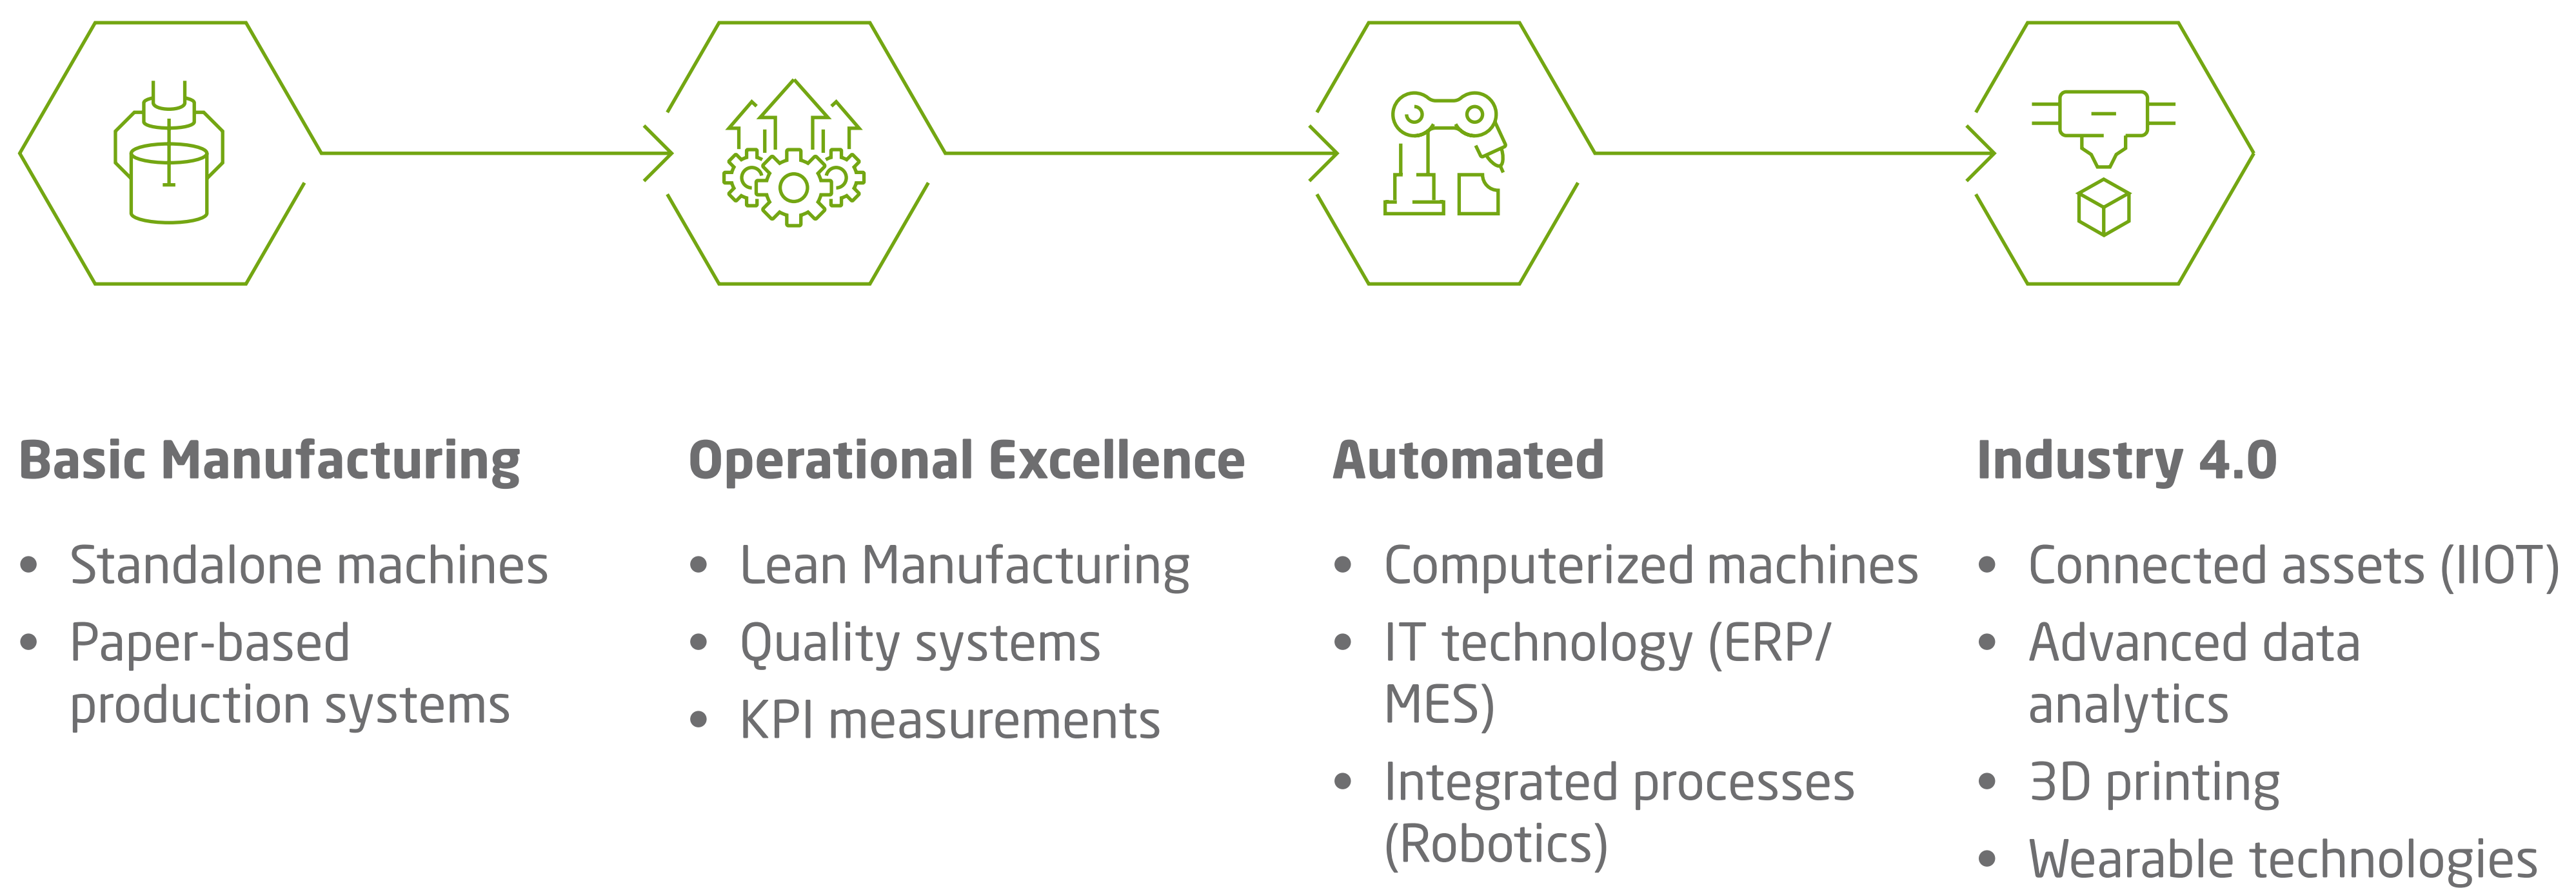 Basic Manufacturing
• Standalone machines
• Paper-based
production systems
Operational Excellence
• Lean Manufacturing
• Quality systems
• KPI measurements
Automated
• Computerized machines
• IT technology (ERP/
MES)
• Integrated processes
(Robotics)
Industry 4.0
• Connected assets (IIOT)
• Advanced data
analytics
• 3D printing
• Wearable technologies